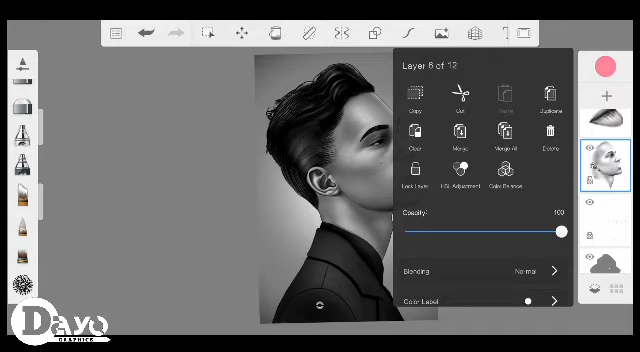 Layer 6 of 12
Copy
Cut
Paste
Duplicate
Clear
Merge
Merge All
Delete
Lock Layer
HSL Adjustment
Color Balance
Opacity:
100
Blending
Normal
Color Label
Dayo
GRAPHICS